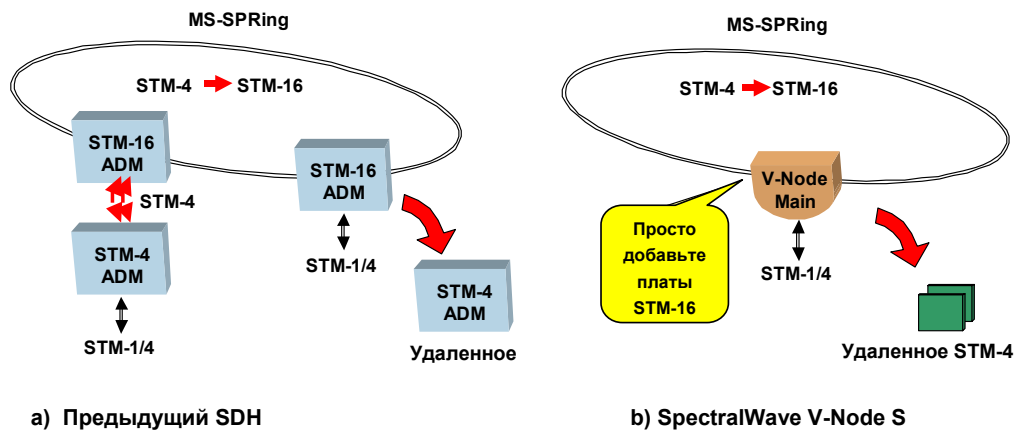 MS-SPRing
STM-4 STM-16
STM-16
ADM
STM-4
STM-4
ADM
STM-1/4
STM-16
ADM
STM-1/4
STM-4
ADM
Удаленное
а) Предыдущий SDH
MS-SPRing
STM-4 STM-16
V-Node
Main
Просто
добавьте
платы
STM-16
STM-1/4
Удаленное STM-4
b) SpectralWave V-Node S